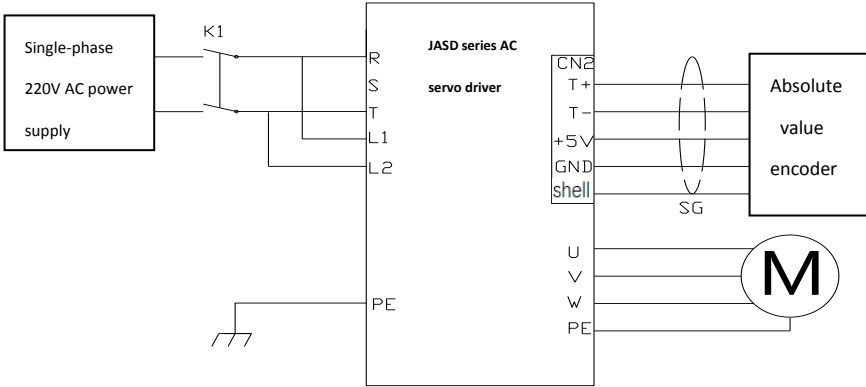 Single-phase
220V AC power
supply
K1
JASD series AC
servo driver
R
S
T
L1
L2
PE
CN2
T+
T-
+5V
GND
shell
SG
U
V
W
PE
Absolute
value
encoder
M